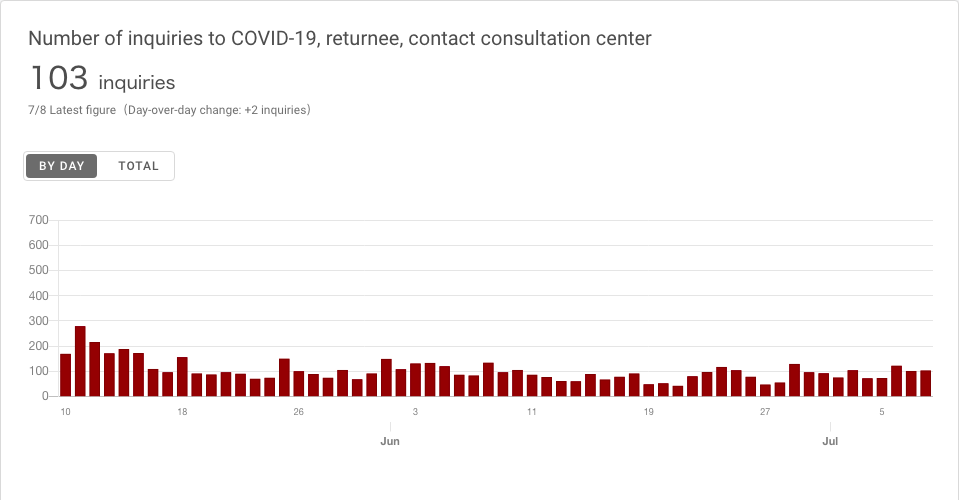 Number of inquiries to COVID-19, returnee, contact consultation center
103 inquiries
7/8 Latest figure（Day-over-day change: +2 inquiries）
BY DAY TOTAL
700
600
500
400
300
200
100
0
10 18 26 3 11 19 27 5
Jun Jul